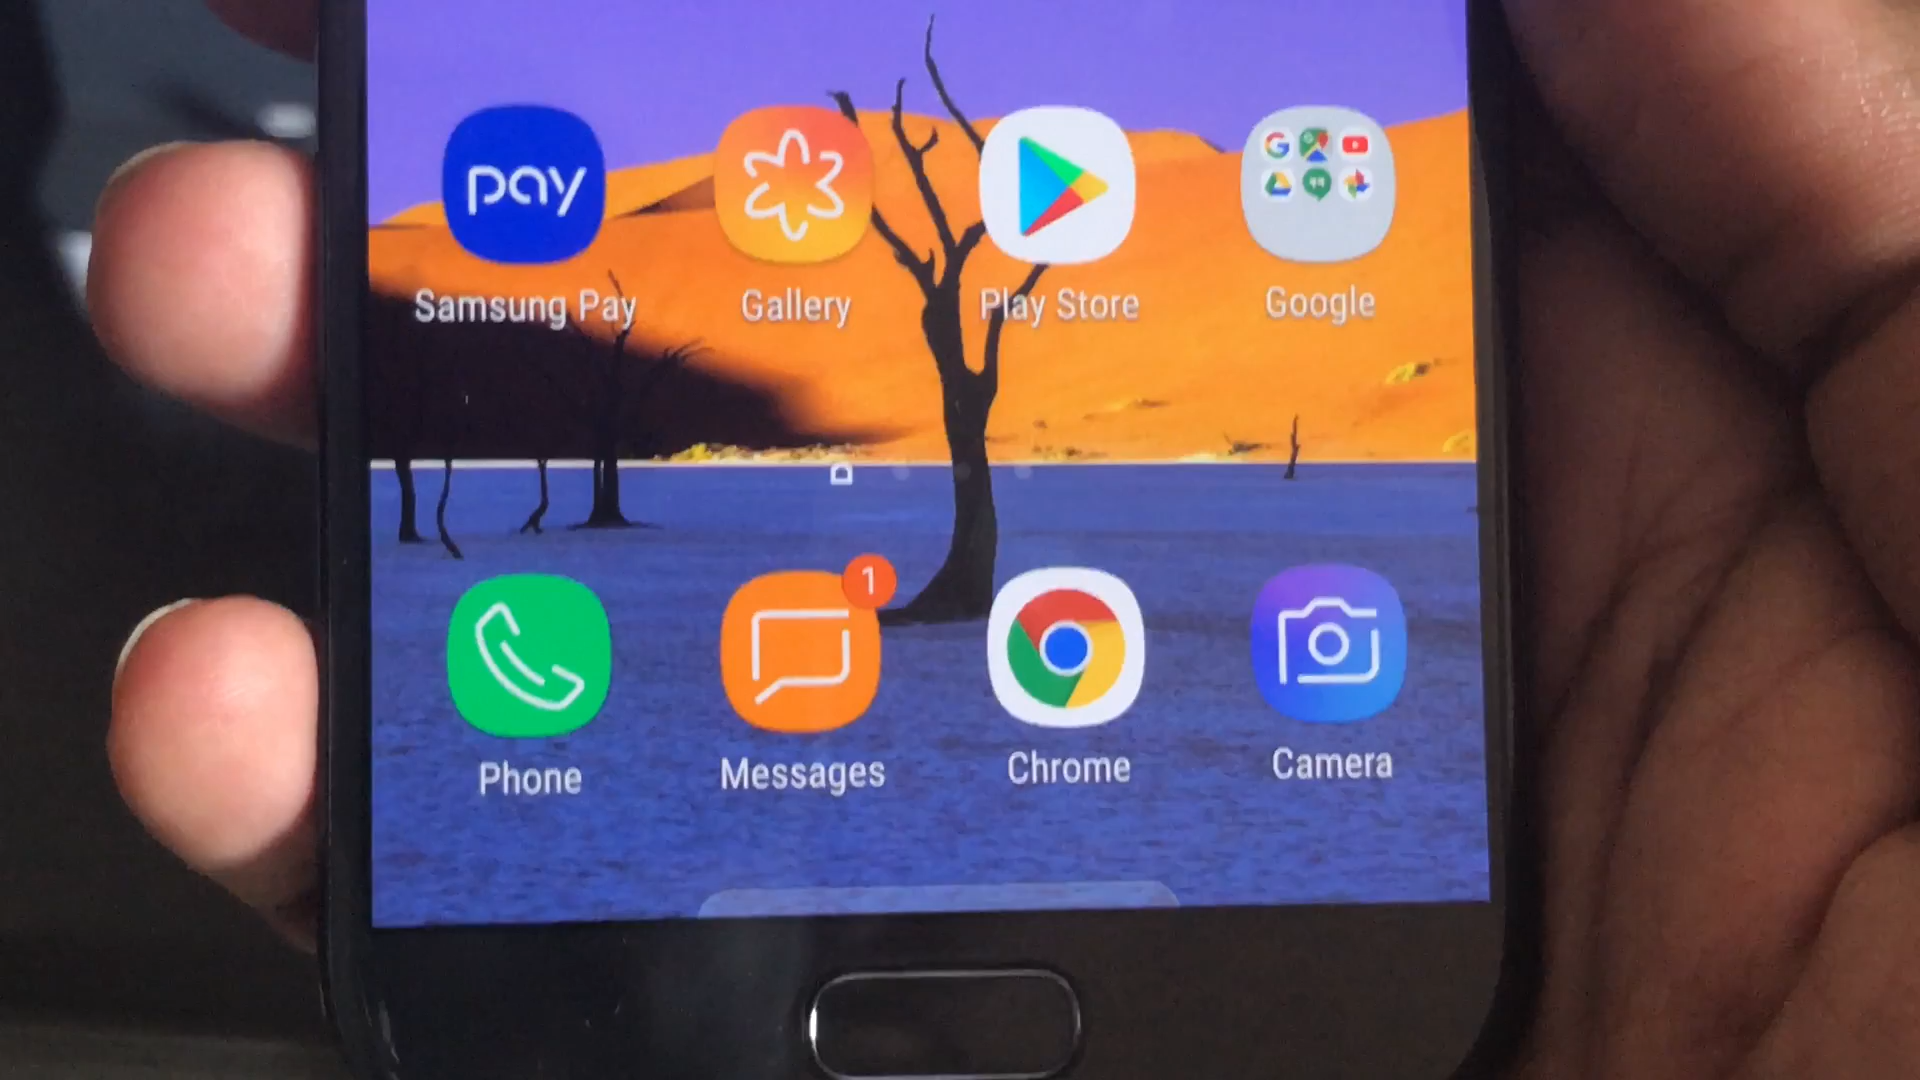 pay
G
Samsung Pay
Gallery
Play Store
Google
1
Phone
Messages
Chrome
Camera